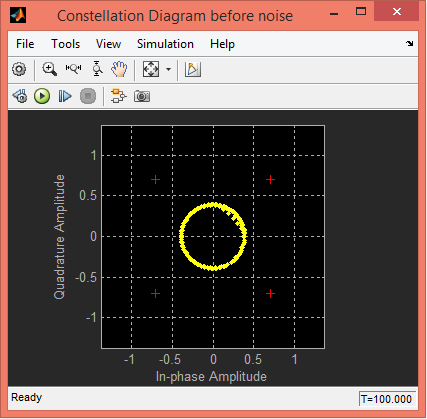 Constellation Diagram before noise
File Tools View Simulation Help
Quadrature Amplitude
1
0.5
0
-0.5
-1
-1 -0.5 0 0.5 1
In-phase Amplitude
Ready T=100.000